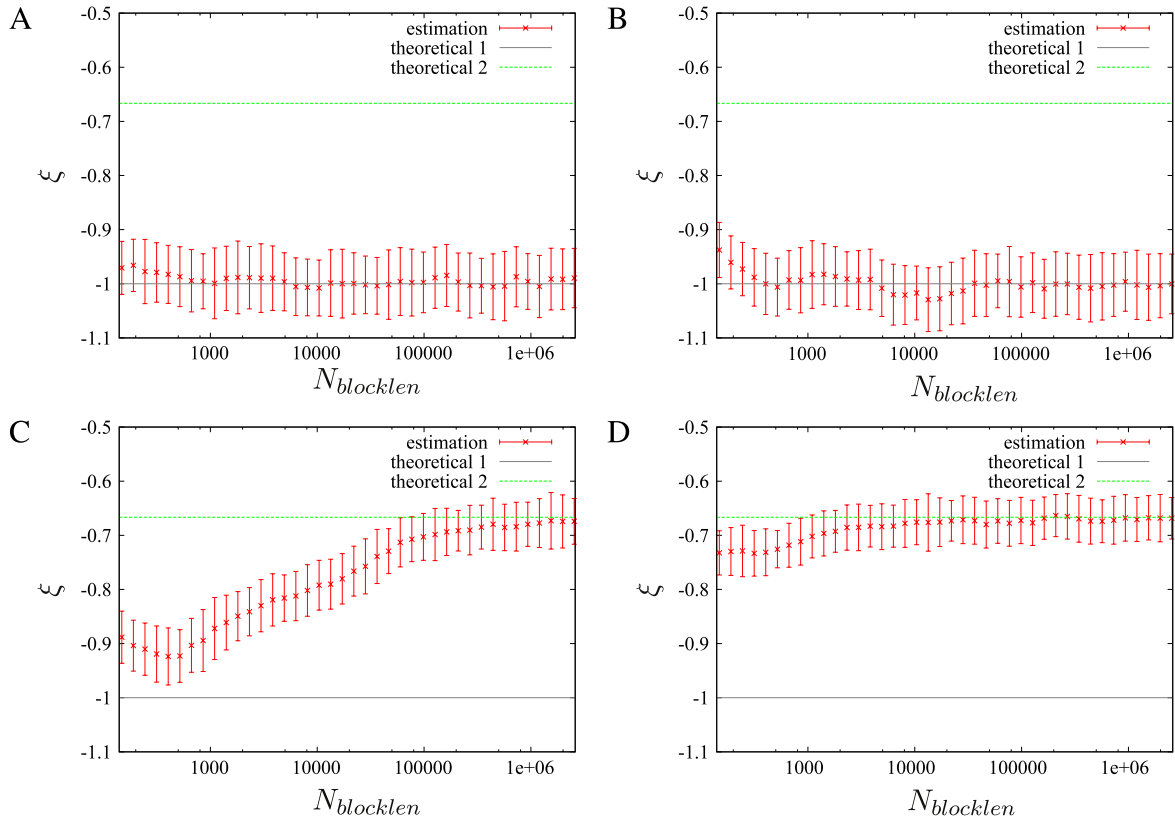 A
-0.5
-0.6
-0.7
-0.8
-0.9
-1
-1.1
ξ
estimation
theoretical 1
theoretical 2
1000 10000 100000 1e+06
N_blocklen
B
-0.5
-0.6
-0.7
-0.8
-0.9
-1
-1.1
ξ
estimation
theoretical 1
theoretical 2
1000 10000 100000 1e+06
N_blocklen
C
-0.5
-0.6
-0.7
-0.8
-0.9
-1
-1.1
ξ
estimation
theoretical 1
theoretical 2
1000 10000 100000 1e+06
N_blocklen
D
-0.5
-0.6
-0.7
-0.8
-0.9
-1
-1.1
ξ
estimation
theoretical 1
theoretical 2
1000 10000 100000 1e+06
N_blocklen